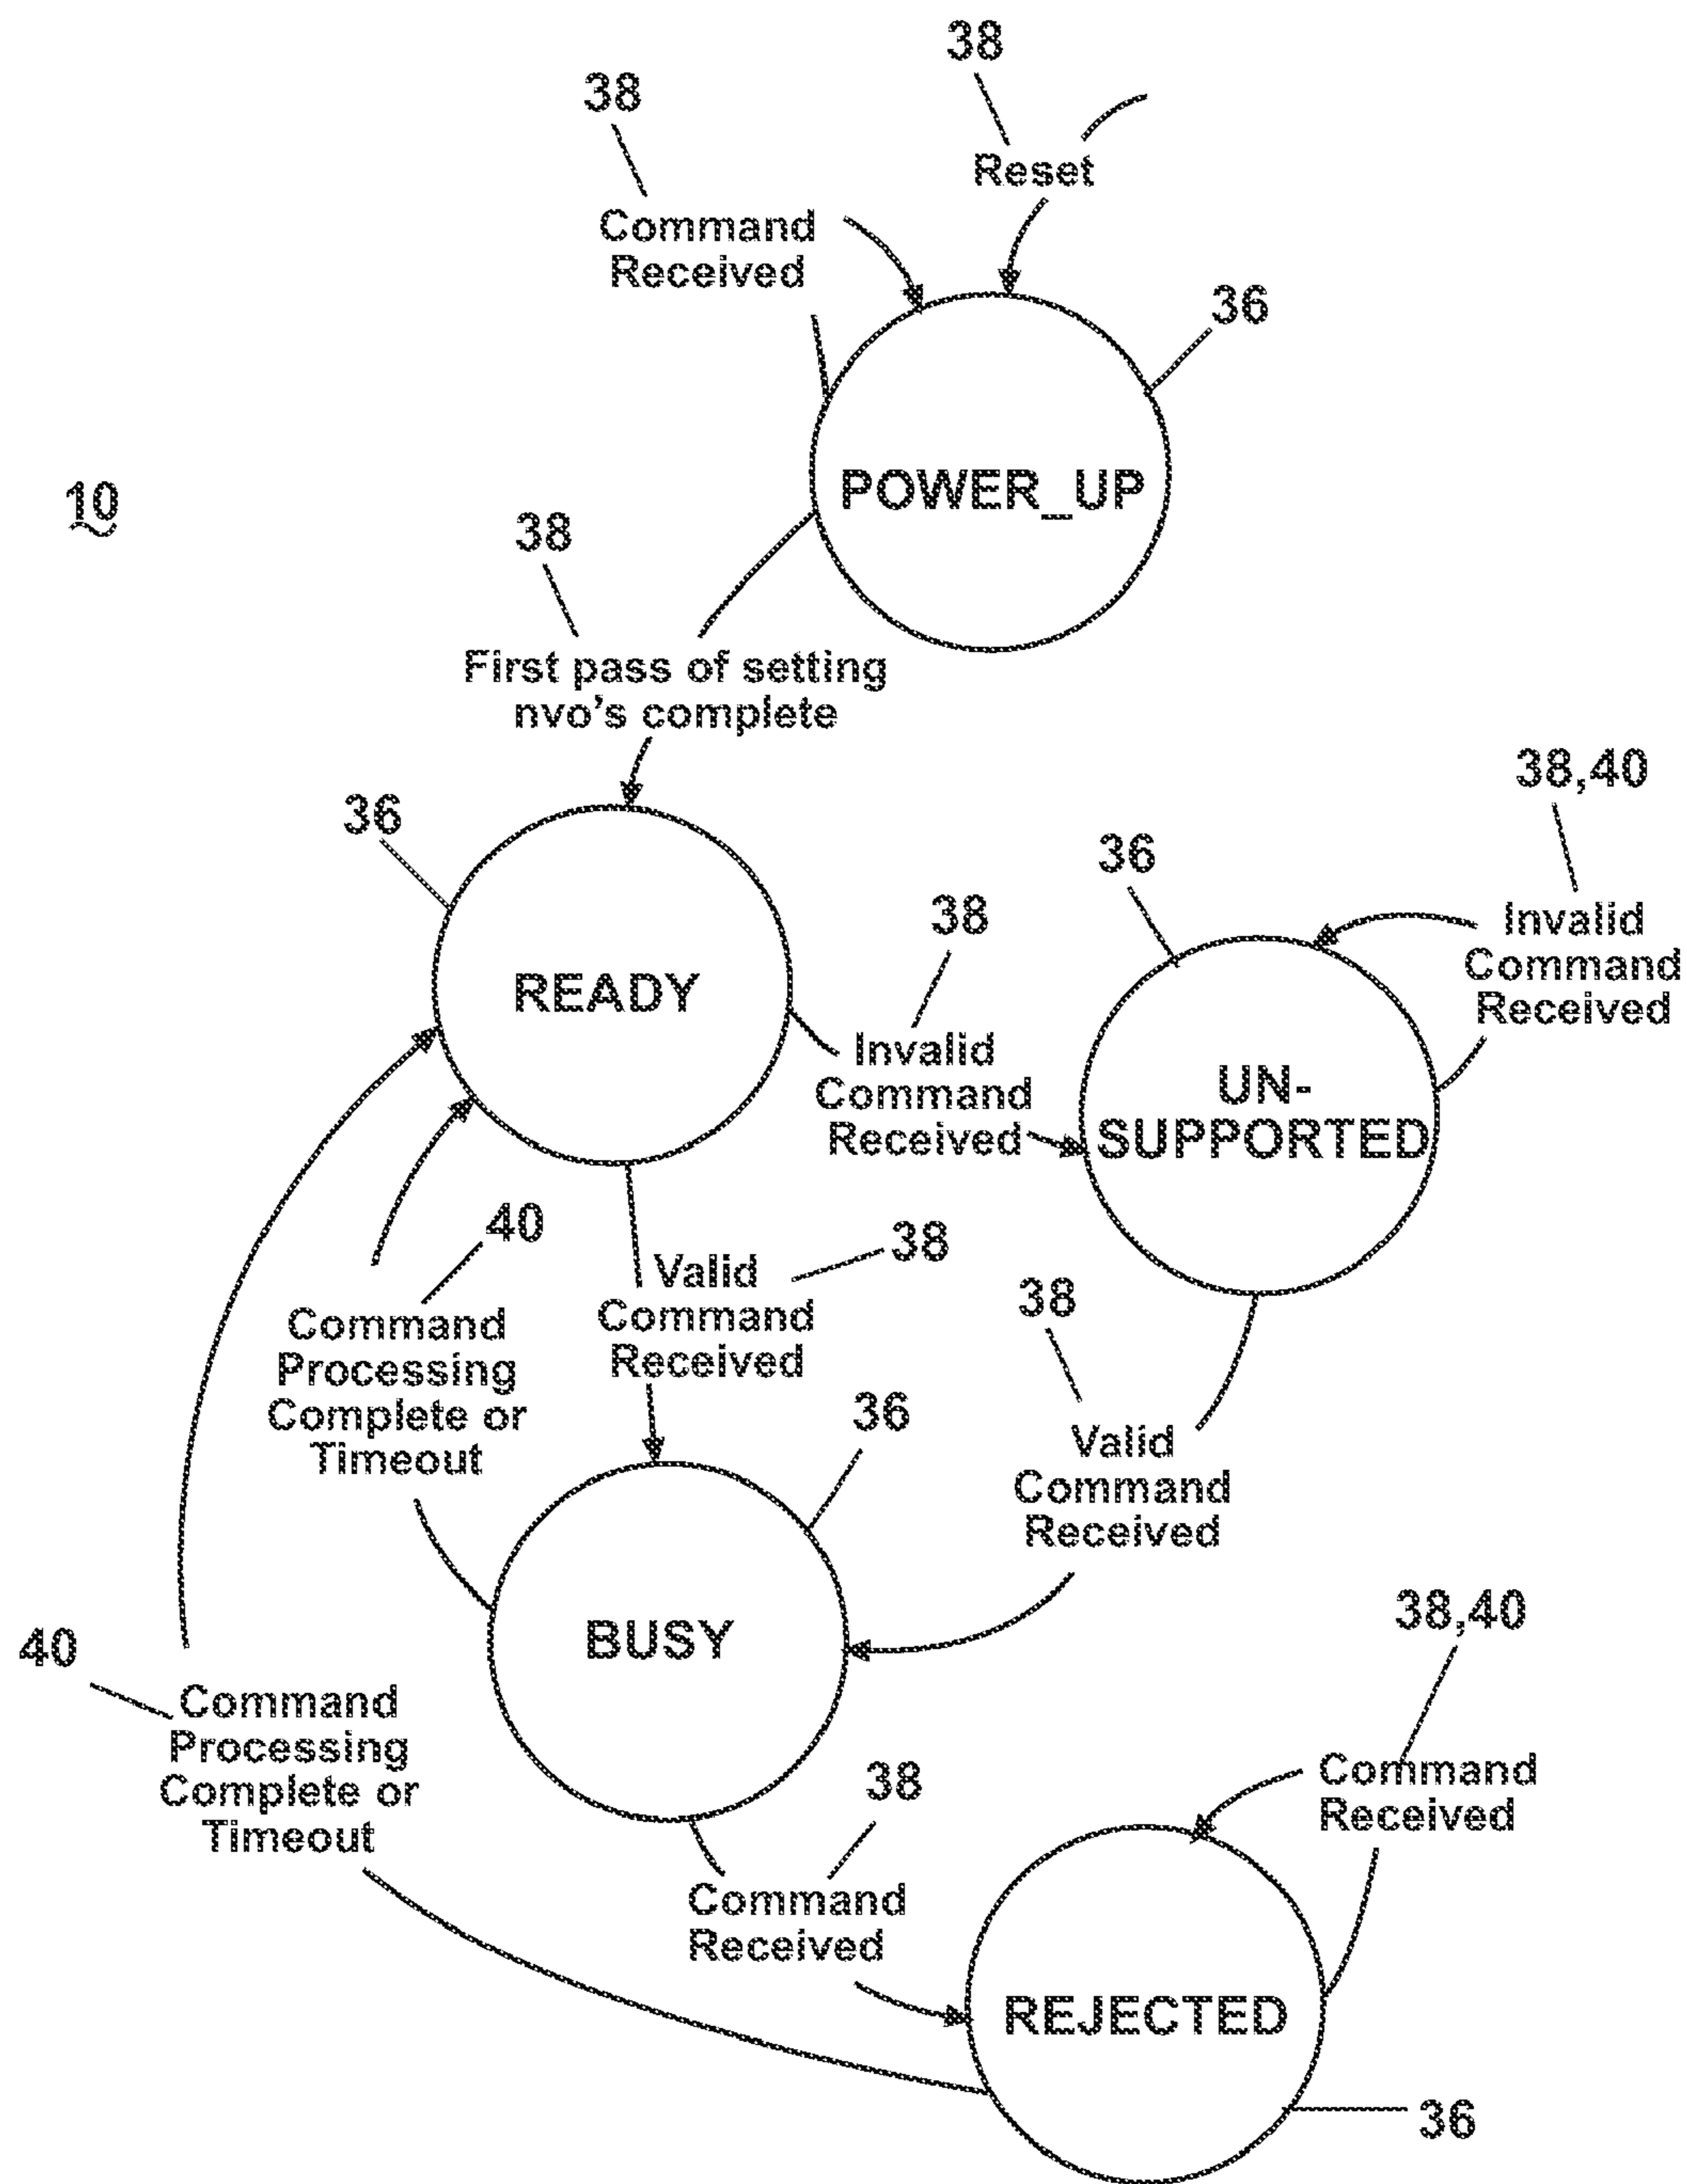 38
38
Reset
Command
Received
36
POWER_UP
10
38
First pass of setting
nvo's complete
38,40
36
36
Invalid
Command
Received
38
READY
Invalid
Command
Received
UN-
SUPPORTED
40
38
Valid
Command
Received
38
Command
Processing
Complete or
Timeout
36
Valid
Command
Received
38,40
BUSY
40
Command
Processing
Complete or
Timeout
38
Command
Received
Command
Received
REJECTED
36